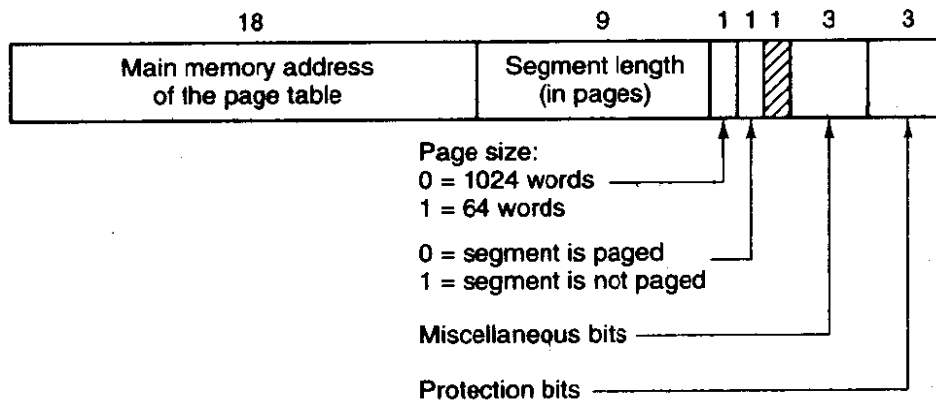 18 9 1 1 1 3 3
Main memory address
of the page table
Segment length
(in pages)
Page size:
0 = 1024 words
1 = 64 words
0 = segment is paged
1 = segment is not paged
Miscellaneous bits
Protection bits